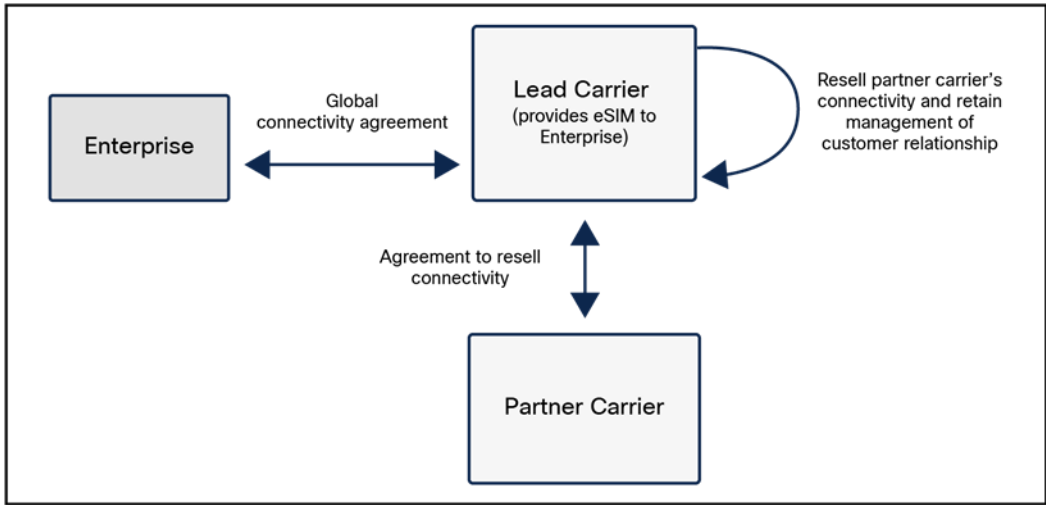 Enterprise
Global
connectivity agreement
Lead Carrier
(provides eSIM to
Enterprise)
Resell partner carrier's
connectivity and retain
management of
customer relationship
Agreement to resell
connectivity
Partner Carrier